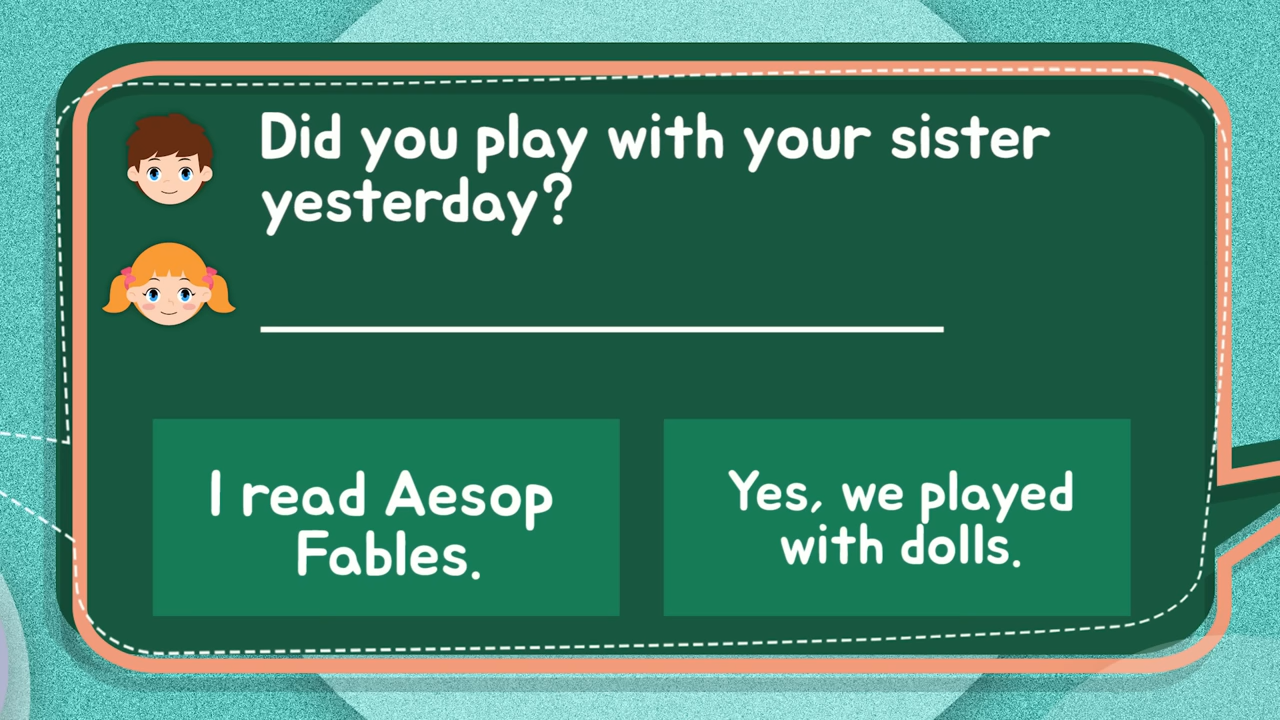 Did you play with your sister
yesterday?
I read Aesop
Fables.
Yes, we played
with dolls.